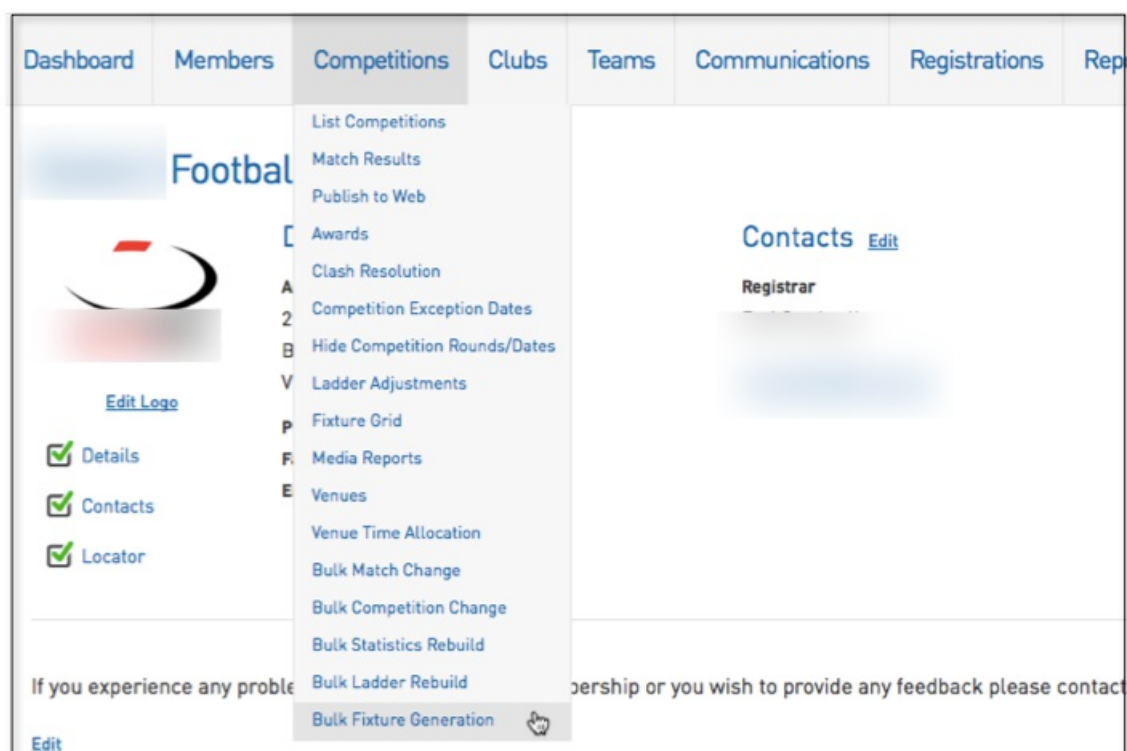 Dashboard Members Competitions Clubs Teams Communications Registrations Rep
List Competitions
Match Results
Publish to Web
Awards
Clash Resolution
Competition Exception Dates
Hide Competition Rounds/Dates
Ladder Adjustments
Fixture Grid
Media Reports
Venues
Venue Time Allocation
Bulk Match Change
Bulk Competition Change
Bulk Statistics Rebuild
Bulk Ladder Rebuild
Bulk Fixture Generation
Footbal
Edit Logo
Details
Contacts
Locator
D
A
2
B
V
P
F
E
Contacts Edit
Registrar
If you experience any proble
bership or you wish to provide any feedback please contact
Edit